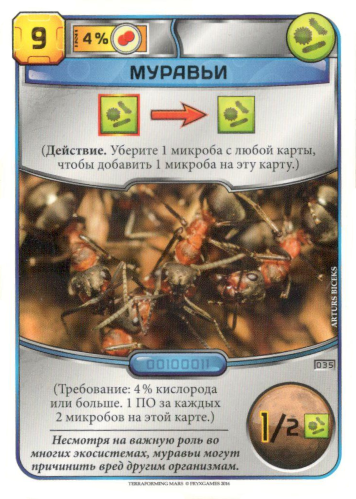 9
4%
МУРАВЬИ
(Действие. Уберите 1 микроба с любой карты,
чтобы добавить 1 микроба на эту карту.)
ARTURS BICEKS
00100011
035
(Требование: 4% кислорода
или больше. 1 ПО за каждых
2 микробов на этой карте.)
1/2
Несмотря на важную роль во
многих экосистемах, муравьи могут
причинить вред другим организмам.
TERRAFORMING MARS © FRYXGAMES 2016